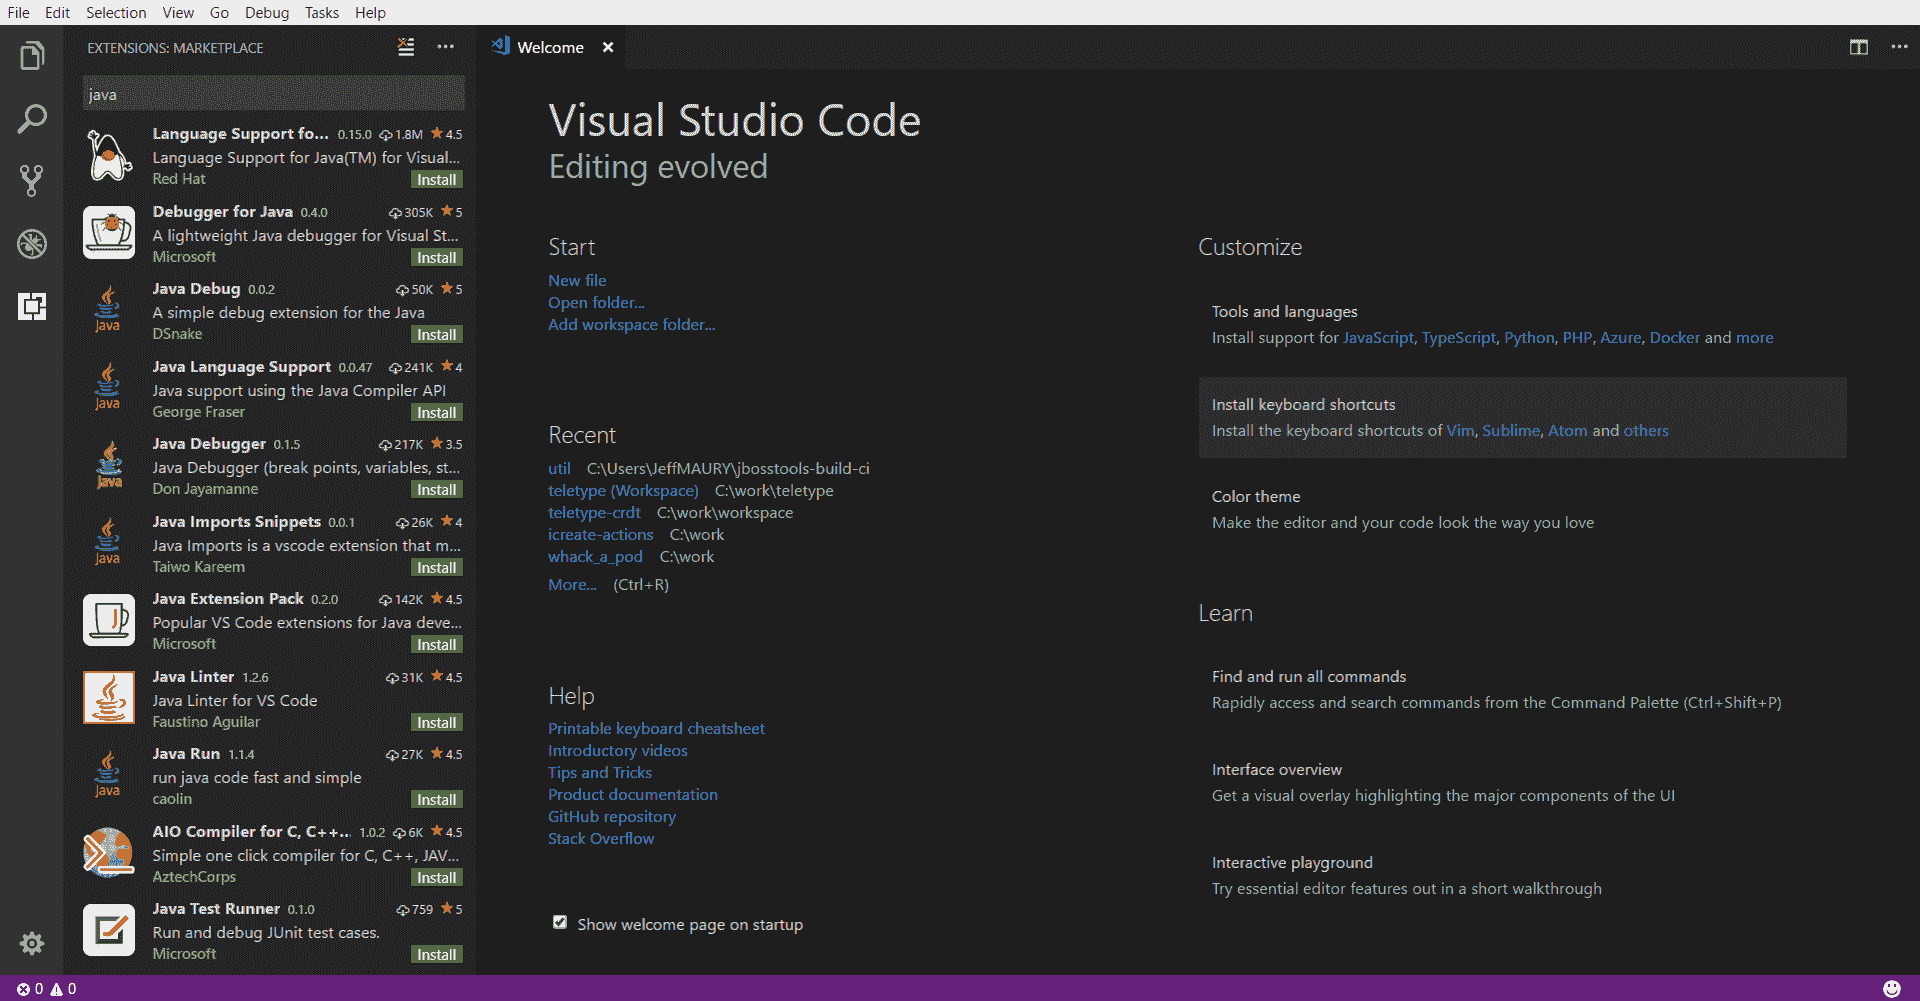 File Edit Selection View Go Debug Tasks Help
EXTENSIONS: MARKETPLACE
java
Language Support fo... 0.15.0 1.8M 4.5
Language Support for Java(TM) for Visual...
Red Hat Install
Debugger for Java 0.4.0 305K 5
A lightweight Java debugger for Visual St...
Microsoft Install
Java Debug 0.0.2 50K 5
A simple debug extension for the Java
DSnake Install
Java
Java Language Support 0.0.47 241K 4
Java support using the Java Compiler API
George Fraser Install
Java
Java Debugger 0.1.5 217K 3.5
Java Debugger (break points, variables, st...
Don Jayamanne Install
Java
Java Imports Snippets 0.0.1 26K 4
Java Imports is a vscode extension that m...
Taiwo Kareem Install
Java
Java Extension Pack 0.2.0 142K 4.5
Popular VS Code extensions for Java deve...
Microsoft Install
J
Java Linter 1.2.6 31K 4.5
Java Linter for VS Code
Faustino Aguilar Install
Java Run 1.1.4 27K 4.5
run java code fast and simple
caolin Install
Java
AIO Compiler for C, C++... 1.0.2 6K 4.5
Simple one click compiler for C, C++, JAV...
AztechCorps Install
Java Test Runner 0.1.0 759 5
Run and debug JUnit test cases.
Microsoft Install
Welcome
Visual Studio Code
Editing evolved
Start
New file
Open folder...
Add workspace folder...
Recent
util C:\Users\JeffMAURY\jbosstools-build-ci
teletype (Workspace) C:\work\teletype
teletype-crdt C:\work\workspace
icreate-actions C:\work
whack_a_pod C:\work
More... (Ctrl+R)
Help
Printable keyboard cheatsheet
Introductory videos
Tips and Tricks
Product documentation
GitHub repository
Stack Overflow
Show welcome page on startup
Customize
Tools and languages
Install support for JavaScript, TypeScript, Python, PHP, Azure, Docker and more
Install keyboard shortcuts
Install the keyboard shortcuts of Vim, Sublime, Atom and others
Color theme
Make the editor and your code look the way you love
Learn
Find and run all commands
Rapidly access and search commands from the Command Palette (Ctrl+Shift+P)
Interface overview
Get a visual overlay highlighting the major components of the UI
Interactive playground
Try essential editor features out in a short walkthrough
0 0